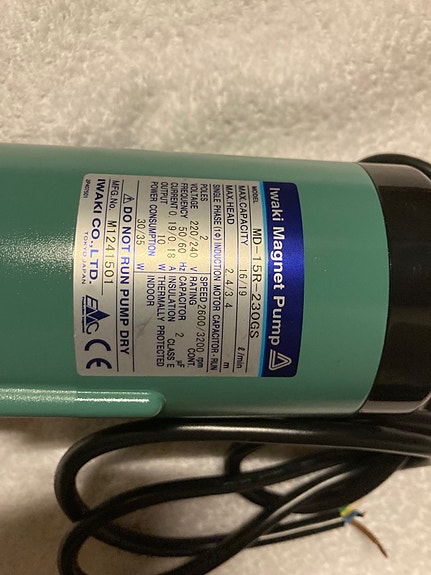 Iwaki Magnet Pump
MODEL MD-15R-230GS
MAX.CAPACITY 16/19 ℓ/min
MAX.HEAD 2.4/3.4 m
SINGLE PHASE (1Φ) INDUCTION MOTOR CAPACITOR.RUN
POLES 2 SPEED 2600/3200 rpm
VOLTAGE 220/240 V RATING CONT.
FREQUENCY 50/60 Hz CAPACITOR 2 μF
CURRENT 0.19/0.18 A INSULATION CLASS E
OUTPUT 10 W THERMALLY PROTECTED
POWER CONSUMPTION 30/35 W INDOOR
⚠ DO NOT RUN PUMP DRY
MFG.No. M1241501
IWAKI CO.,LTD.
TOKYO JAPAN
EMC
CE